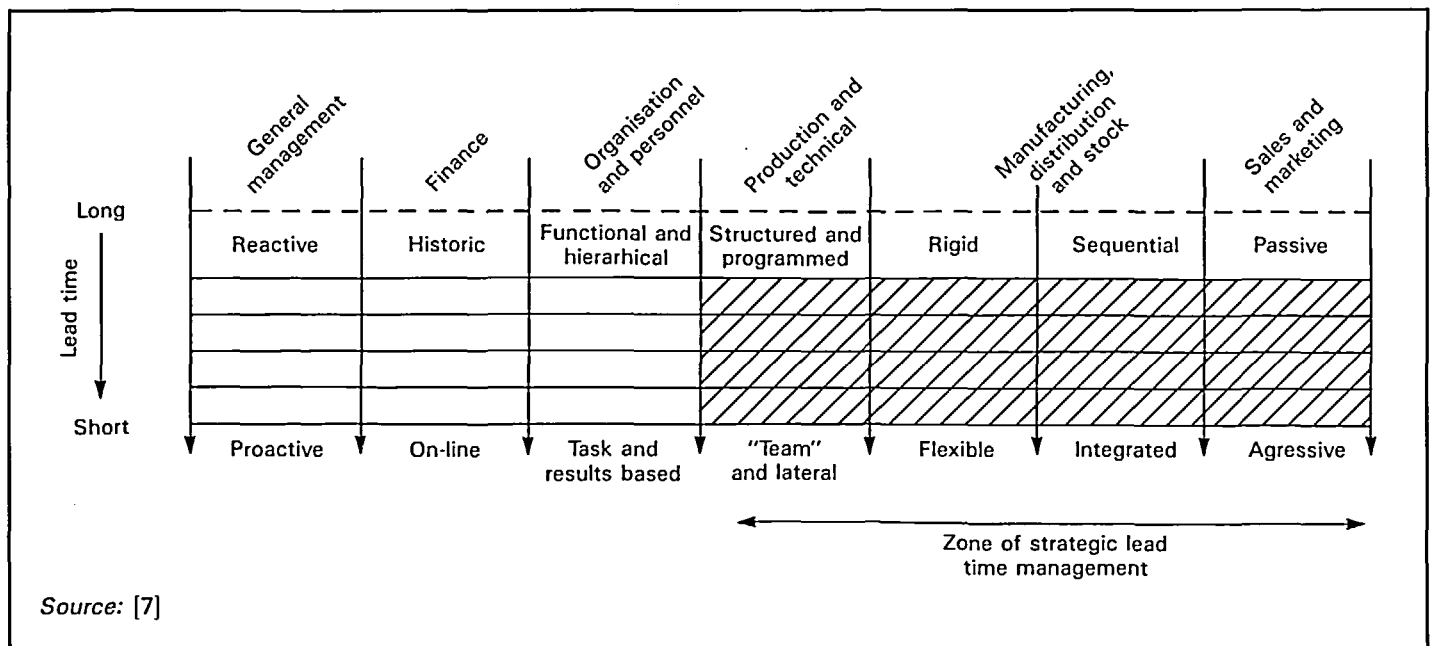 General
management
Finance
Organisation
and personnel
Production and
technical
Manufacturing,
distribution
and stock
Sales and
marketing
Long
Lead time
Short
Reactive
Historic
Functional and
hierarhical
Structured and
programmed
Rigid
Sequential
Passive
Proactive
On-line
Task and
results based
"Team"
and lateral
Flexible
Integrated
Agressive
Zone of strategic lead
time management
Source: [7]